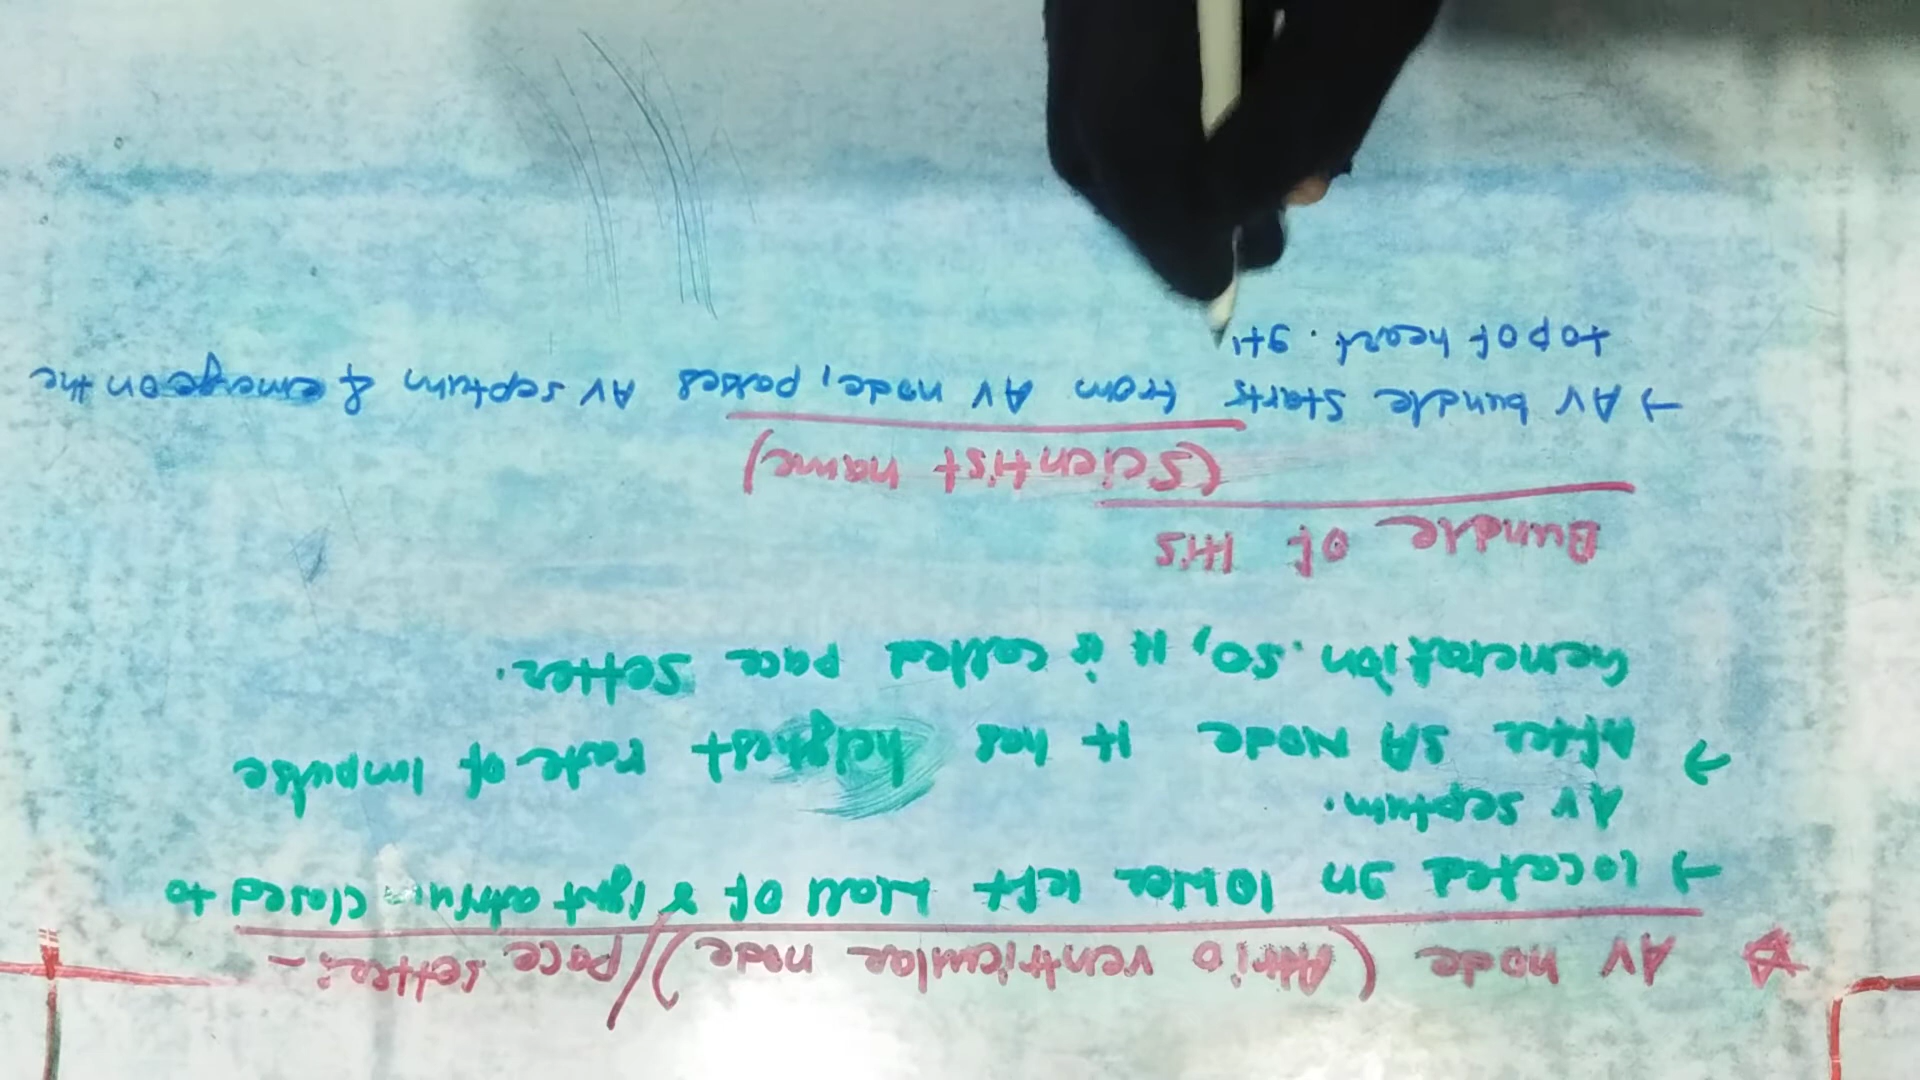 ☆ AV node (Atrio ventricular node)/pace setter:-
→ located In lower left wall of right atrium closed to
AV septum.
→ After SA Node It has heighest rate of Impulse
Generation. So, It is called pace setter.
Bundle of His
(Scientist name)
→ AV bundle starts from AV node, passes AV septum & emerge on the
top of heart. gt